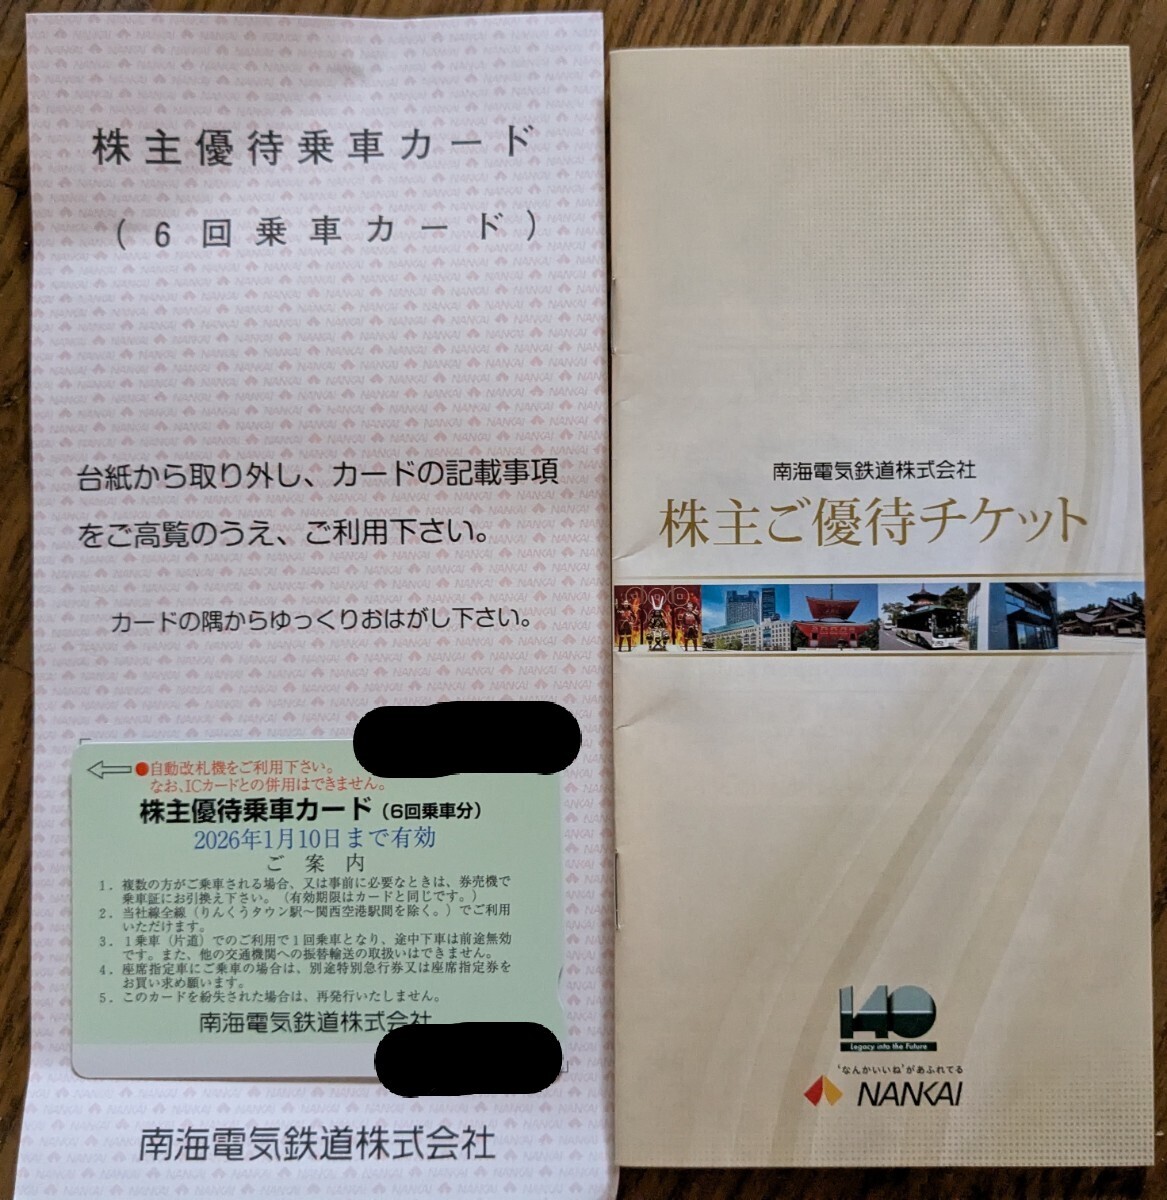 株主優待乗車カード
(6回乗車カード)
台紙から取り外し、カードの記載事項
をご高覧のうえ、ご利用下さい。
カードの隅からゆっくりおはがし下さい。
●自動改札機をご利用下さい。
なお、ICカードとの併用はできません。
株主優待乗車カード(6回乗車分)
2026年1月10日まで有効
ご案内
1. 複数の方がご乗車される場合、又は事前に必要なときは、券売機で
乗車証にお引換え下さい。(有効期限はカードと同じです。)
2. 当社線全線(りんくうタウン駅〜関西空港駅間を除く。)でご利用
いただけます。
3. 1乗車(片道)でのご利用で1回乗車となり、途中下車は前途無効
です。また、他の交通機関への振替輸送の取扱いはできません。
4. 座席指定車にご乗車の場合は、別途特別急行券又は座席指定券を
お買い求め願います。
5. このカードを紛失された場合は、再発行いたしません。
南海電気鉄道株式会社
南海電気鉄道株式会社
南海電気鉄道株式会社
株主ご優待チケット
140
Legacy into the Future
'なんかいいね'があふれてる
NANKAI